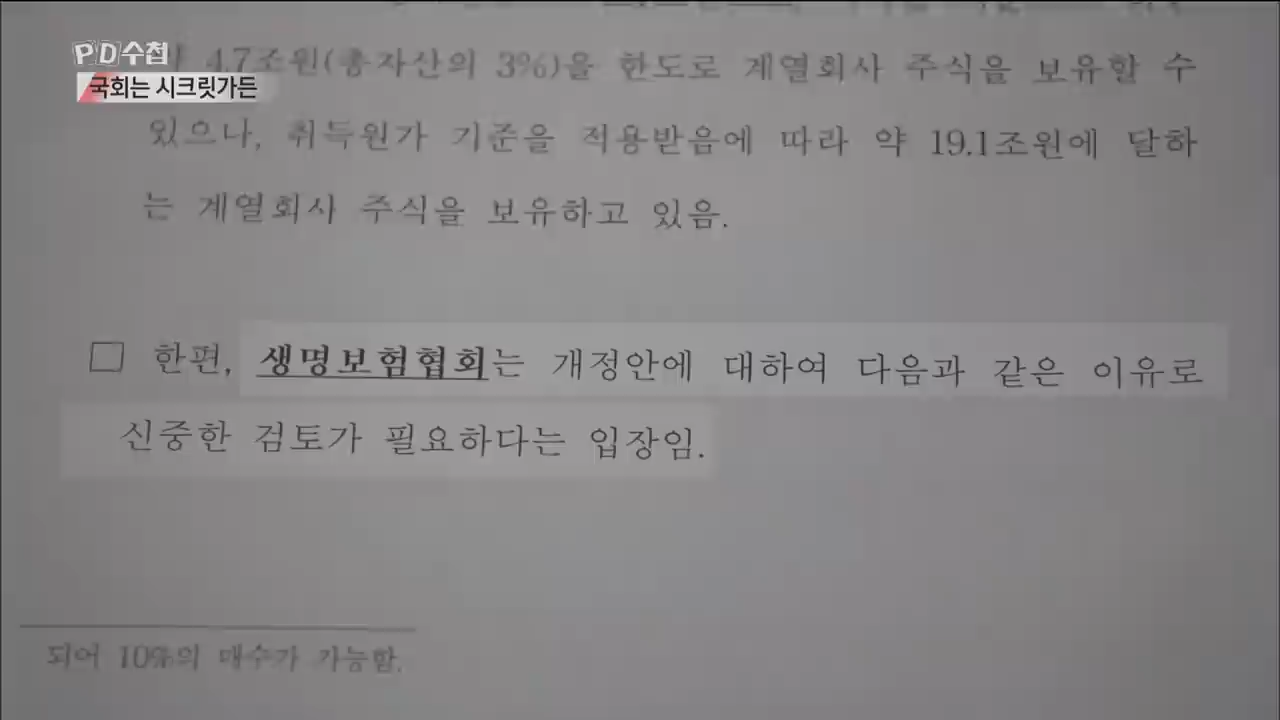 PD수첩
국회는 시크릿가든
4.7조원(총자산의 3%)을 한도로 계열회사 주식을 보유할 수
있으나, 취득원가 기준을 적용받음에 따라 약 19.1조원에 달하
는 계열회사 주식을 보유하고 있음.
□ 한편, 생명보험협회는 개정안에 대하여 다음과 같은 이유로
신중한 검토가 필요하다는 입장임.
되어 10%의 매수가 가능함.